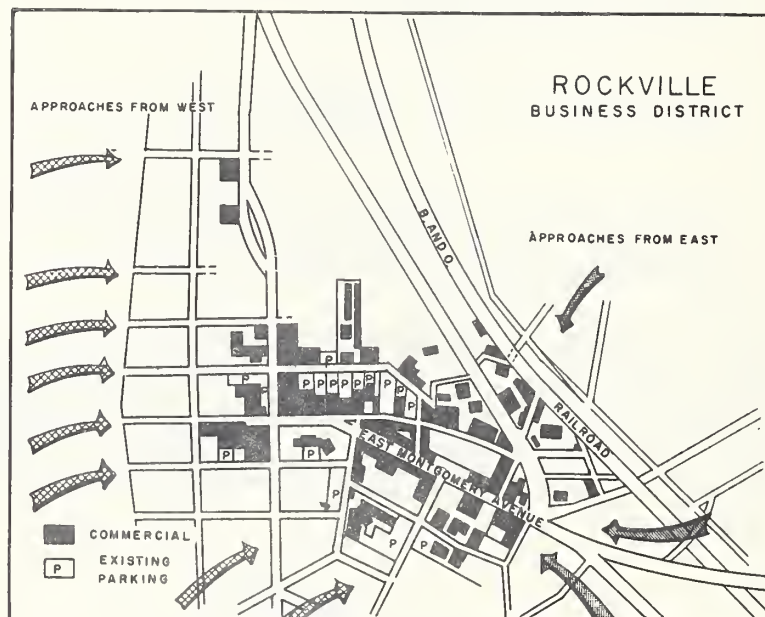 ROCKVILLE
BUSINESS DISTRICT
APPROACHES FROM WEST
B. AND O
APPROACHES FROM EAST
P
P
P
P
P
P
P
P
P
P
P
RAILROAD
EAST MONTGOMERY AVENUE
P
P
P
P
P
P
COMMERCIAL
P
EXISTING
PARKING